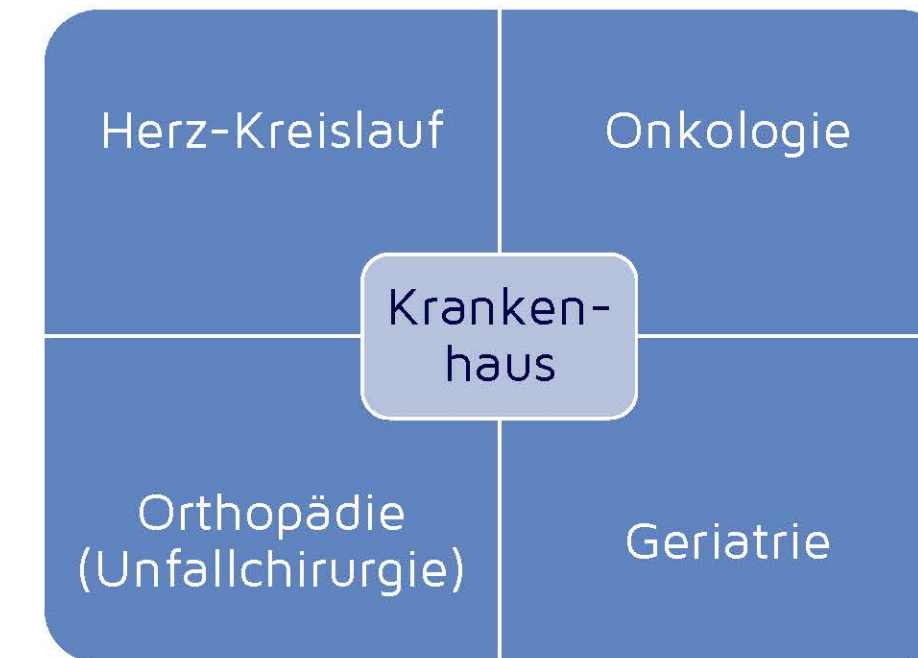 Herz-Kreislauf
Onkologie
Kranken-
haus
Orthopädie
(Unfallchirurgie)
Geriatrie